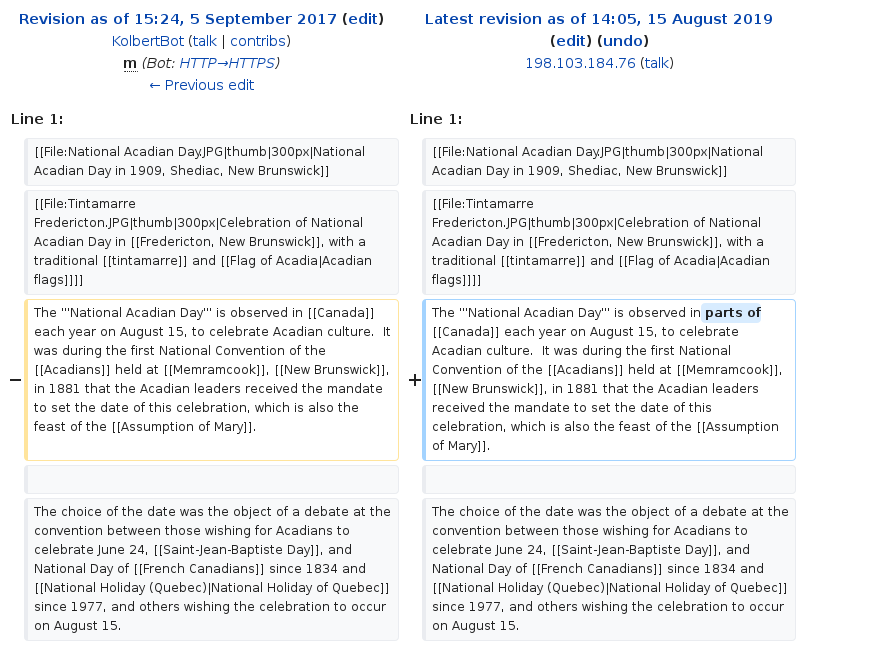 Revision as of 15:24, 5 September 2017 (edit)
KolbertBot (talk | contribs)
m (Bot: HTTP→HTTPS)
← Previous edit
Latest revision as of 14:05, 15 August 2019
(edit) (undo)
198.103.184.76 (talk)
Line 1:
Line 1:
[[File:National Acadian Day.JPG|thumb|300px|National
Acadian Day in 1909, Shediac, New Brunswick]]
[[File:National Acadian Day.JPG|thumb|300px|National
Acadian Day in 1909, Shediac, New Brunswick]]
[[File:Tintamarre
Fredericton.JPG|thumb|300px|Celebration of National
Acadian Day in [[Fredericton, New Brunswick]], with a
traditional [[tintamarre]] and [[Flag of Acadia|Acadian
flags]]]]
[[File:Tintamarre
Fredericton.JPG|thumb|300px|Celebration of National
Acadian Day in [[Fredericton, New Brunswick]], with a
traditional [[tintamarre]] and [[Flag of Acadia|Acadian
flags]]]]
−
The '''National Acadian Day''' is observed in [[Canada]]
each year on August 15, to celebrate Acadian culture.  It
was during the first National Convention of the
[[Acadians]] held at [[Memramcook]], [[New Brunswick]],
in 1881 that the Acadian leaders received the mandate
to set the date of this celebration, which is also the
feast of the [[Assumption of Mary]].
+
The '''National Acadian Day''' is observed in parts of
[[Canada]] each year on August 15, to celebrate
Acadian culture.  It was during the first National
Convention of the [[Acadians]] held at [[Memramcook]],
[[New Brunswick]], in 1881 that the Acadian leaders
received the mandate to set the date of this
celebration, which is also the feast of the [[Assumption
of Mary]].
The choice of the date was the object of a debate at the
convention between those wishing for Acadians to
celebrate June 24, [[Saint-Jean-Baptiste Day]], and
National Day of [[French Canadians]] since 1834 and
[[National Holiday (Quebec)|National Holiday of Quebec]]
since 1977, and others wishing the celebration to occur
on August 15.
The choice of the date was the object of a debate at the
convention between those wishing for Acadians to
celebrate June 24, [[Saint-Jean-Baptiste Day]], and
National Day of [[French Canadians]] since 1834 and
[[National Holiday (Quebec)|National Holiday of Quebec]]
since 1977, and others wishing the celebration to occur
on August 15.